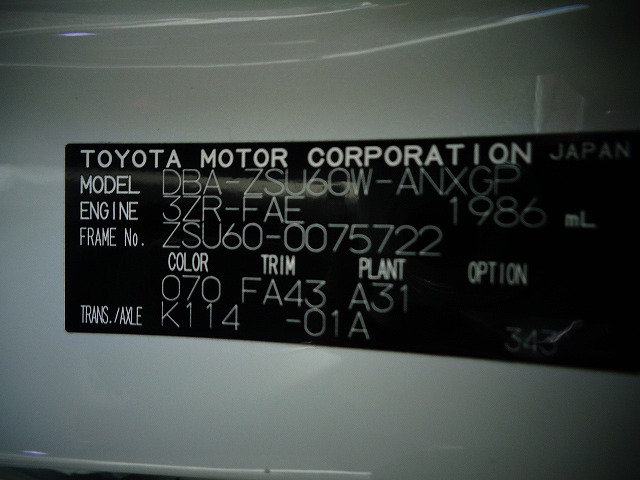 TOYOTA MOTOR CORPORATION JAPAN
MODEL DBA-ZSU60W-ANXGP
ENGINE 3ZR-FAE 1986 mL
FRAME No. ZSU60-0075722
COLOR TRIM PLANT OPTION
070 FA43 A31
TRANS./AXLE K114 -01A
343